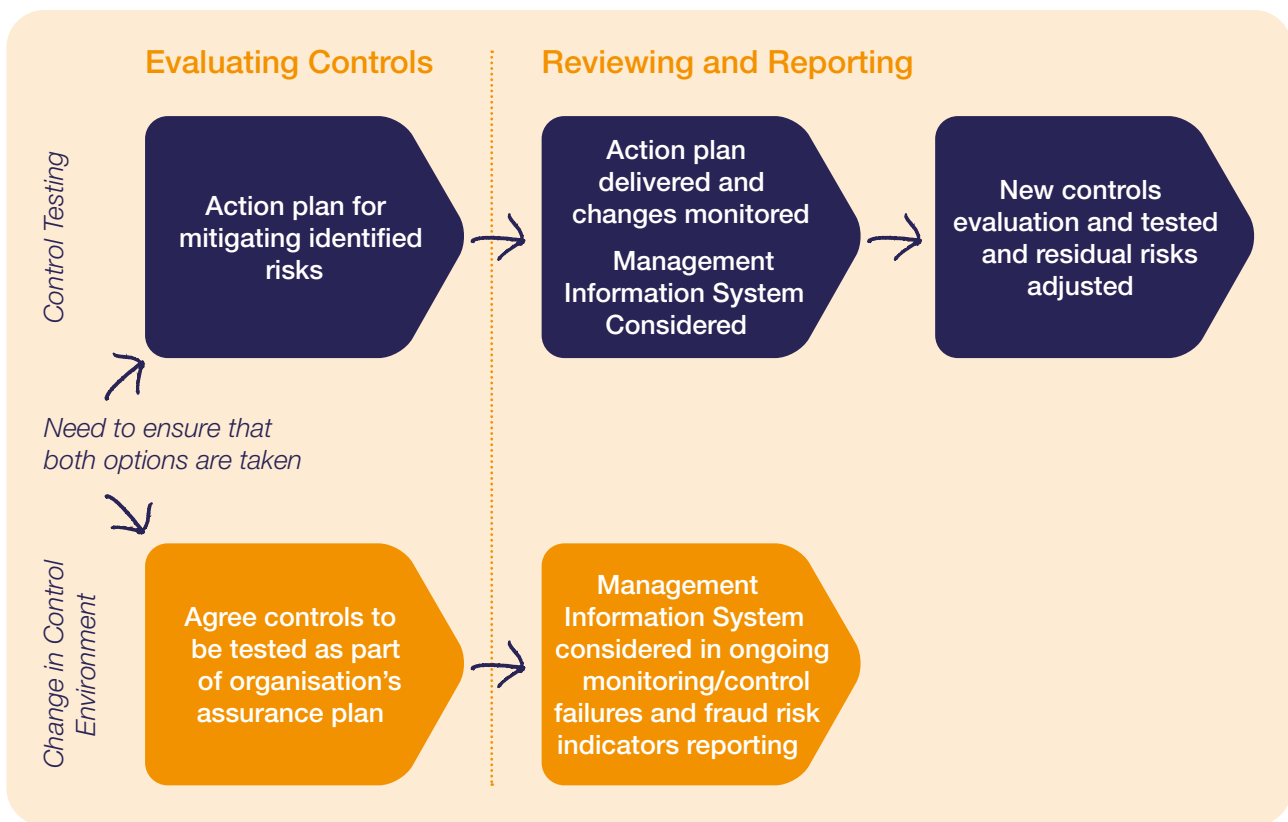 Evaluating Controls
Reviewing and Reporting
Control Testing
Action plan for
mitigating identified
risks
Action plan
delivered and
changes monitored
Management
Information System
Considered
New controls
evaluation and tested
and residual risks
adjusted
Need to ensure that
both options are taken
Change in Control
Environment
Agree controls to
be tested as part
of organisation’s
assurance plan
Management
Information System
considered in ongoing
monitoring/control
failures and fraud risk
indicators reporting